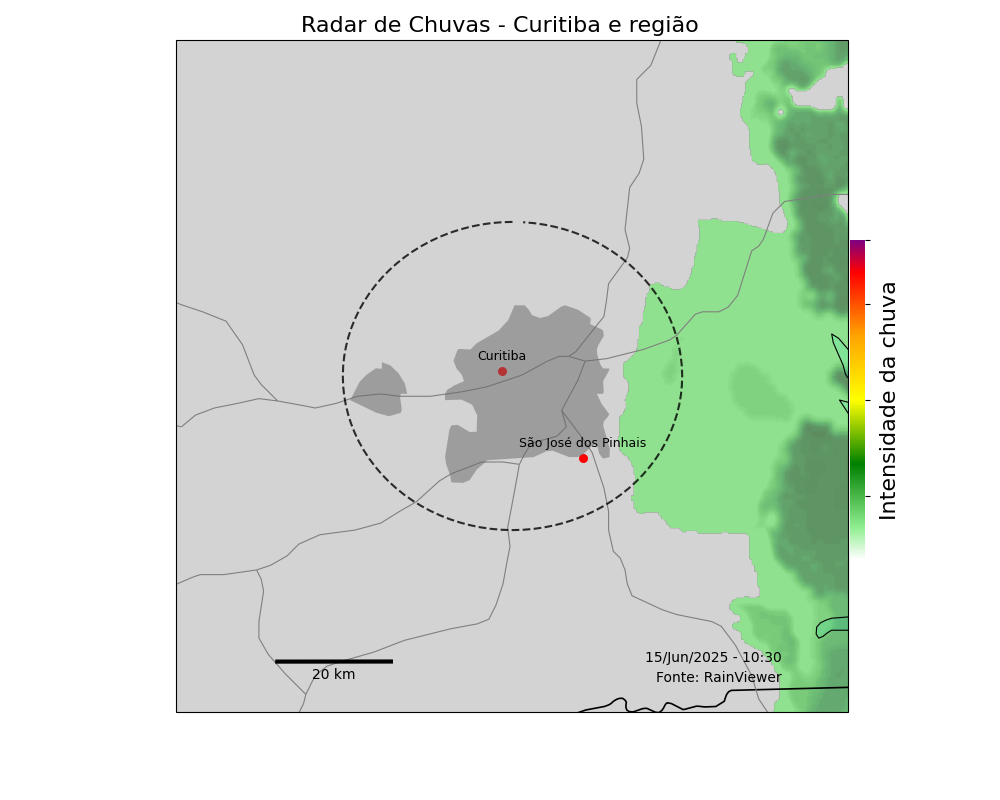 Radar de Chuvas - Curitiba e região
Curitiba
São José dos Pinhais
Intensidade da chuva
20 km
15/Jun/2025 - 10:30
Fonte: RainViewer